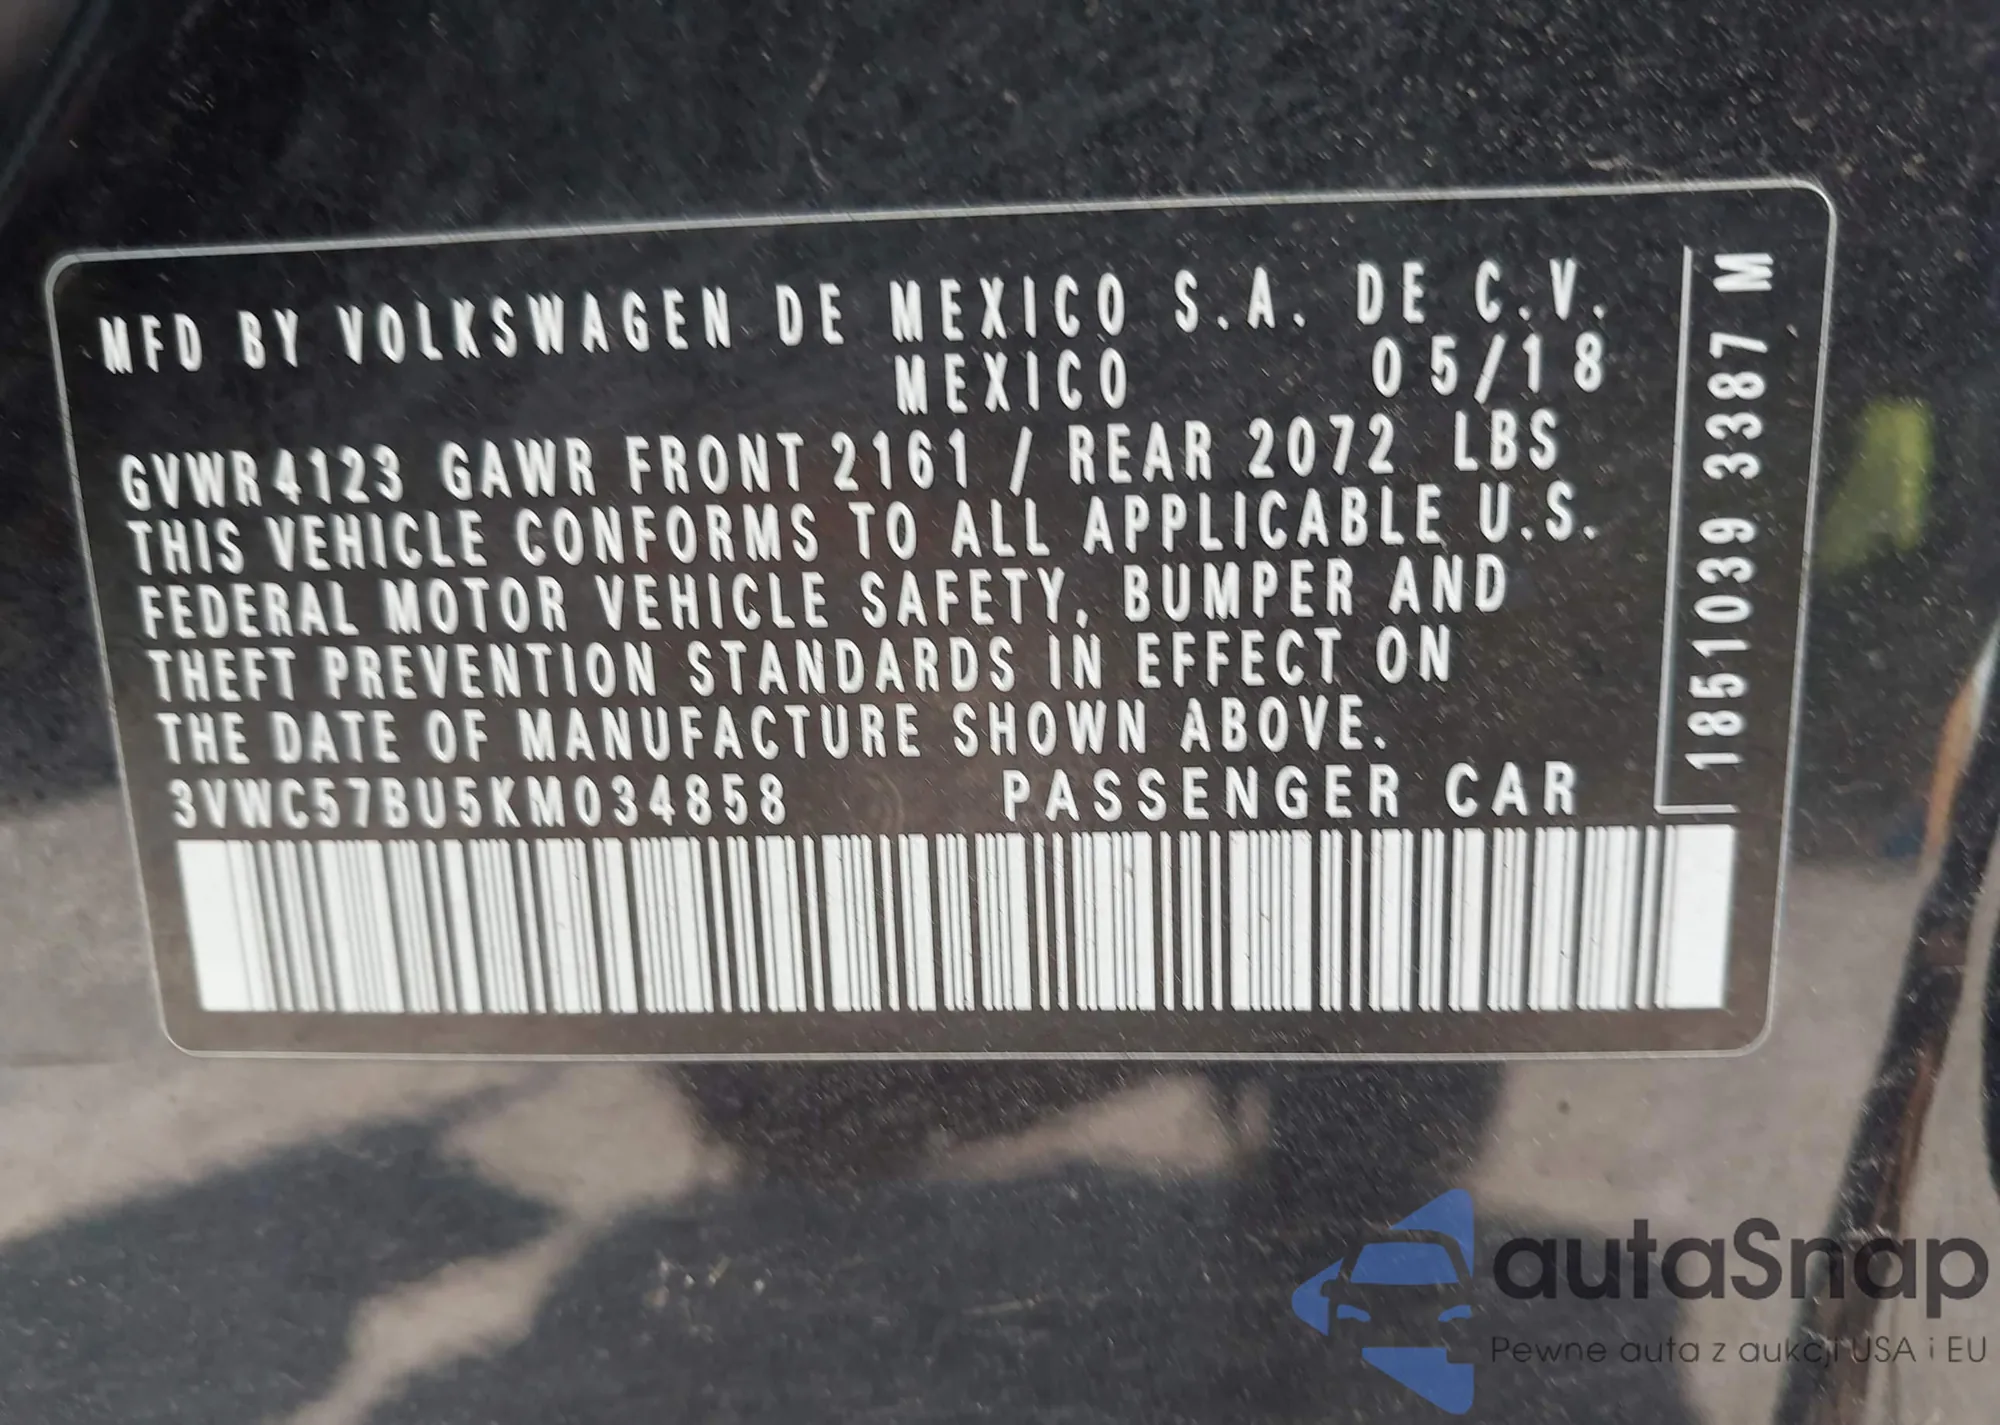 MFD BY VOLKSWAGEN DE MEXICO S.A. DE C.V.
MEXICO 05/18
GVWR 4123 GAWR FRONT 2161 / REAR 2072 LBS
THIS VEHICLE CONFORMS TO ALL APPLICABLE U.S.
FEDERAL MOTOR VEHICLE SAFETY, BUMPER AND
THEFT PREVENTION STANDARDS IN EFFECT ON
THE DATE OF MANUFACTURE SHOWN ABOVE.
3VWC57BU5KM034858 PASSENGER CAR
1851039 3387 M
autaSnap
Pewne auta z aukcji USA i EU